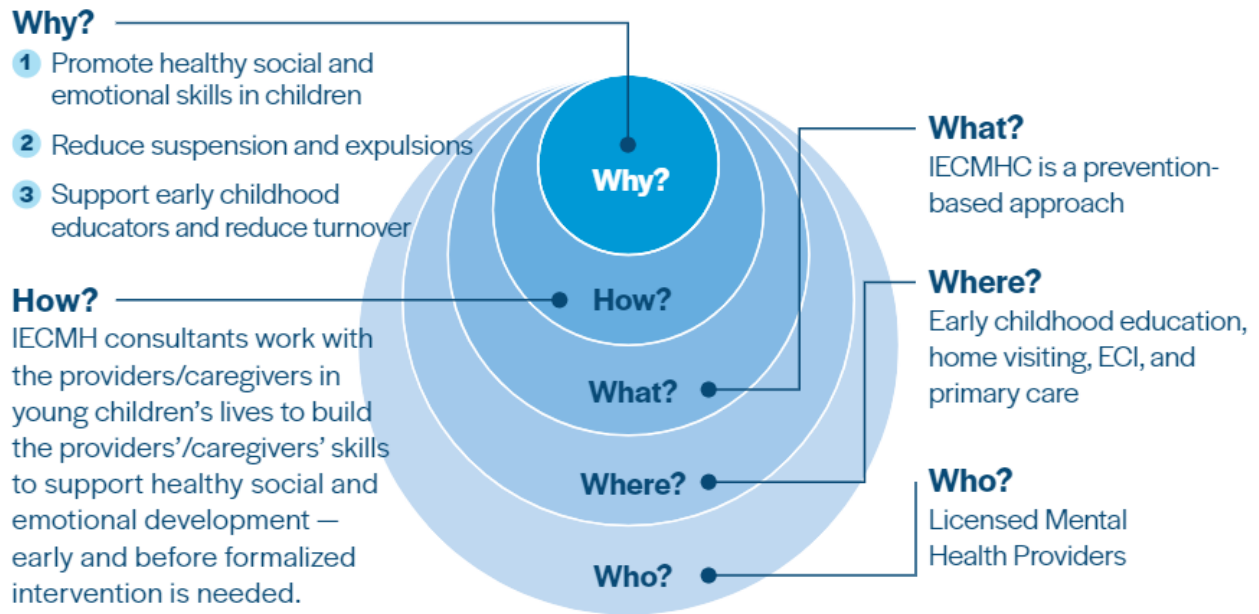 Why?
1 Promote healthy social and
emotional skills in children
2 Reduce suspension and expulsions
3 Support early childhood
educators and reduce turnover
How?
IECMH consultants work with
the providers/caregivers in
young children's lives to build
the providers'/caregivers' skills
to support healthy social and
emotional development —
early and before formalized
intervention is needed.
Why?
How?
What?
Where?
Who?
What?
IECMHC is a prevention-
based approach
Where?
Early childhood education,
home visiting, ECI, and
primary care
Who?
Licensed Mental
Health Providers